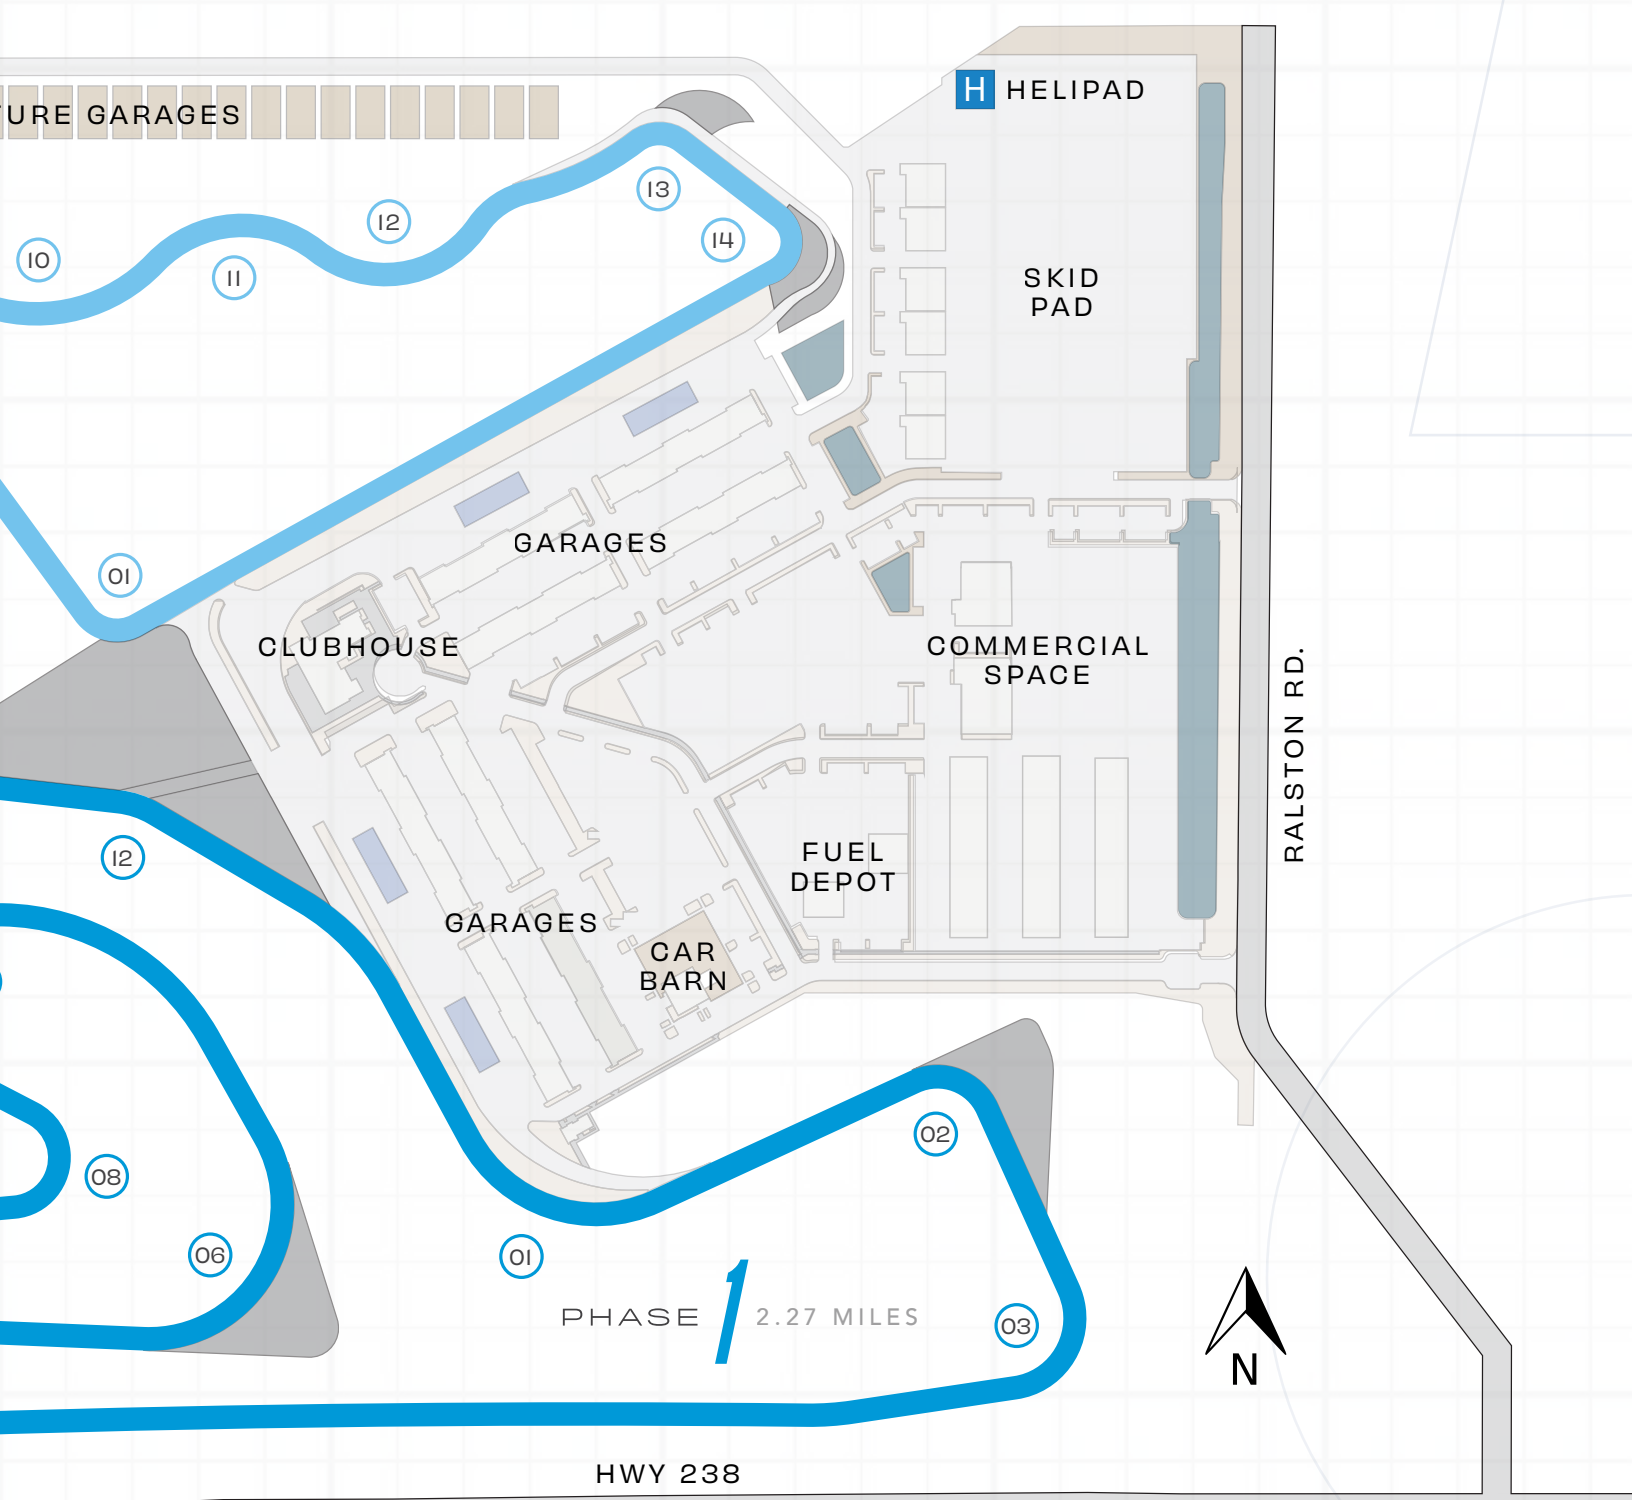 H HELIPAD
URE GARAGES
13
12
14
10
11
SKID
PAD
GARAGES
01
CLUBHOUSE
COMMERCIAL
SPACE
RALSTON RD.
12
FUEL
DEPOT
GARAGES
CAR
BARN
02
08
06
01
PHASE 1 2.27 MILES
03
N
HWY 238